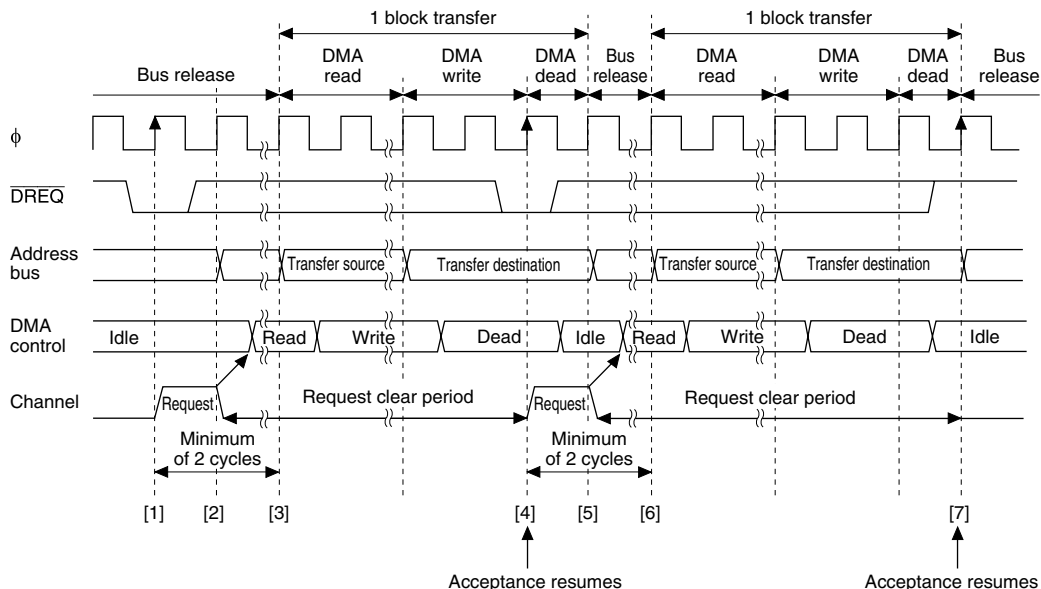 1 block transfer 1 block transfer
Bus release DMA read DMA write DMA dead Bus release DMA read DMA write DMA dead Bus release
ϕ
DREQ
Address bus Transfer source Transfer destination Transfer source Transfer destination
DMA control Idle Read Write Dead Idle Read Write Dead Idle
Channel Request Request clear period Request Request clear period
Minimum of 2 cycles Minimum of 2 cycles
[1] [2] [3] [4] [5] [6] [7]
Acceptance resumes Acceptance resumes